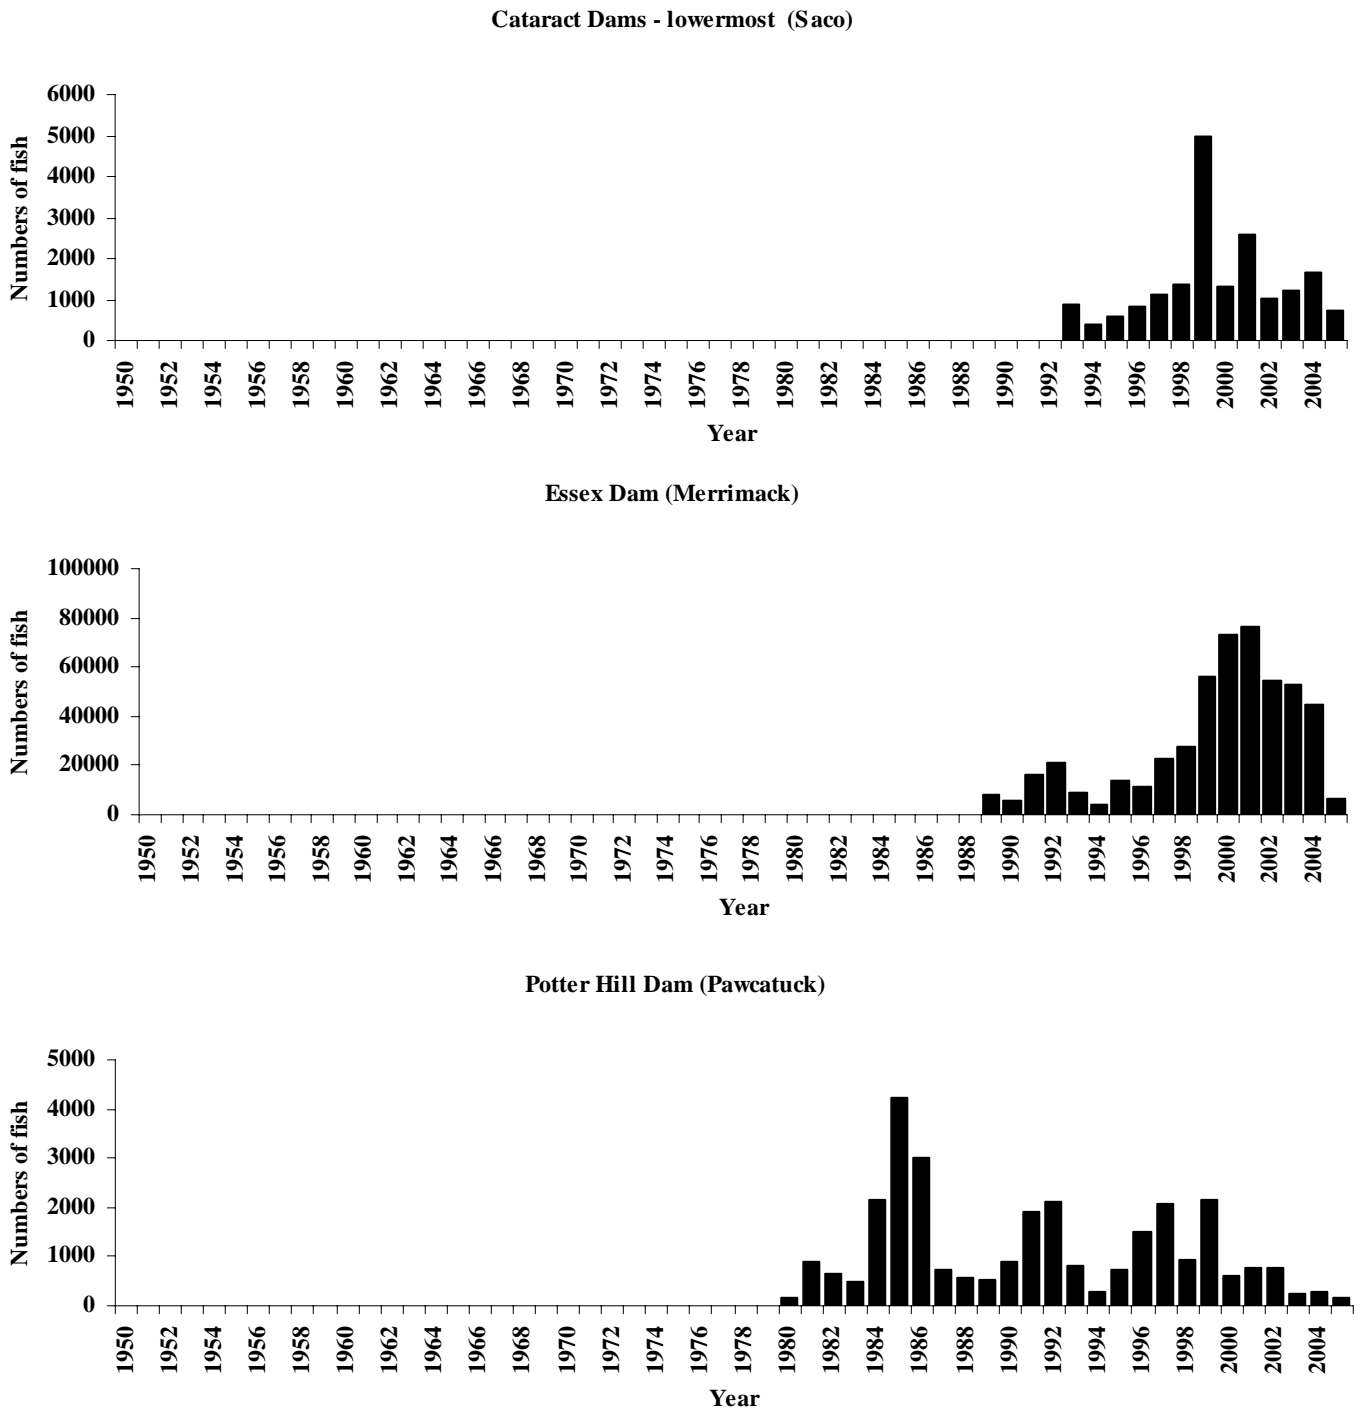 Cataract Dams - lowermost (Saco)
6000
5000
4000
3000
2000
1000
0
Numbers of fish
1950 1952 1954 1956 1958 1960 1962 1964 1966 1968 1970 1972 1974 1976 1978 1980 1982 1984 1986 1988 1990 1992 1994 1996 1998 2000 2002 2004
Year
Essex Dam (Merrimack)
100000
80000
60000
40000
20000
0
Numbers of fish
1950 1952 1954 1956 1958 1960 1962 1964 1966 1968 1970 1972 1974 1976 1978 1980 1982 1984 1986 1988 1990 1992 1994 1996 1998 2000 2002 2004
Year
Potter Hill Dam (Pawcatuck)
5000
4000
3000
2000
1000
0
Numbers of fish
1950 1952 1954 1956 1958 1960 1962 1964 1966 1968 1970 1972 1974 1976 1978 1980 1982 1984 1986 1988 1990 1992 1994 1996 1998 2000 2002 2004
Year